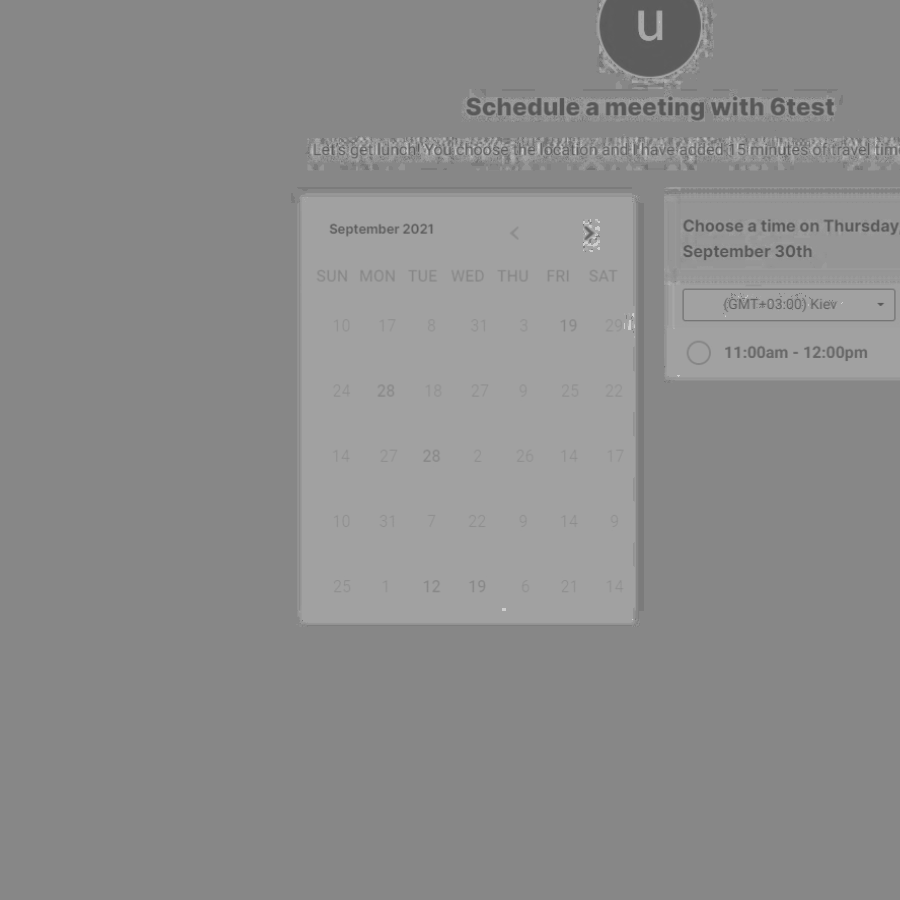 u
Schedule a meeting with 6test
Let's get lunch! You choose the location and I have added 15 minutes of travel time
September 2021
SUN MON TUE WED THU FRI SAT
10 17 8 31 3 19 29
24 28 18 27 9 25 22
14 27 28 2 26 14 17
10 31 7 22 9 14 9
25 1 12 19 6 21 14
Choose a time on Thursday,
September 30th
(GMT+03:00) Kiev
11:00am - 12:00pm